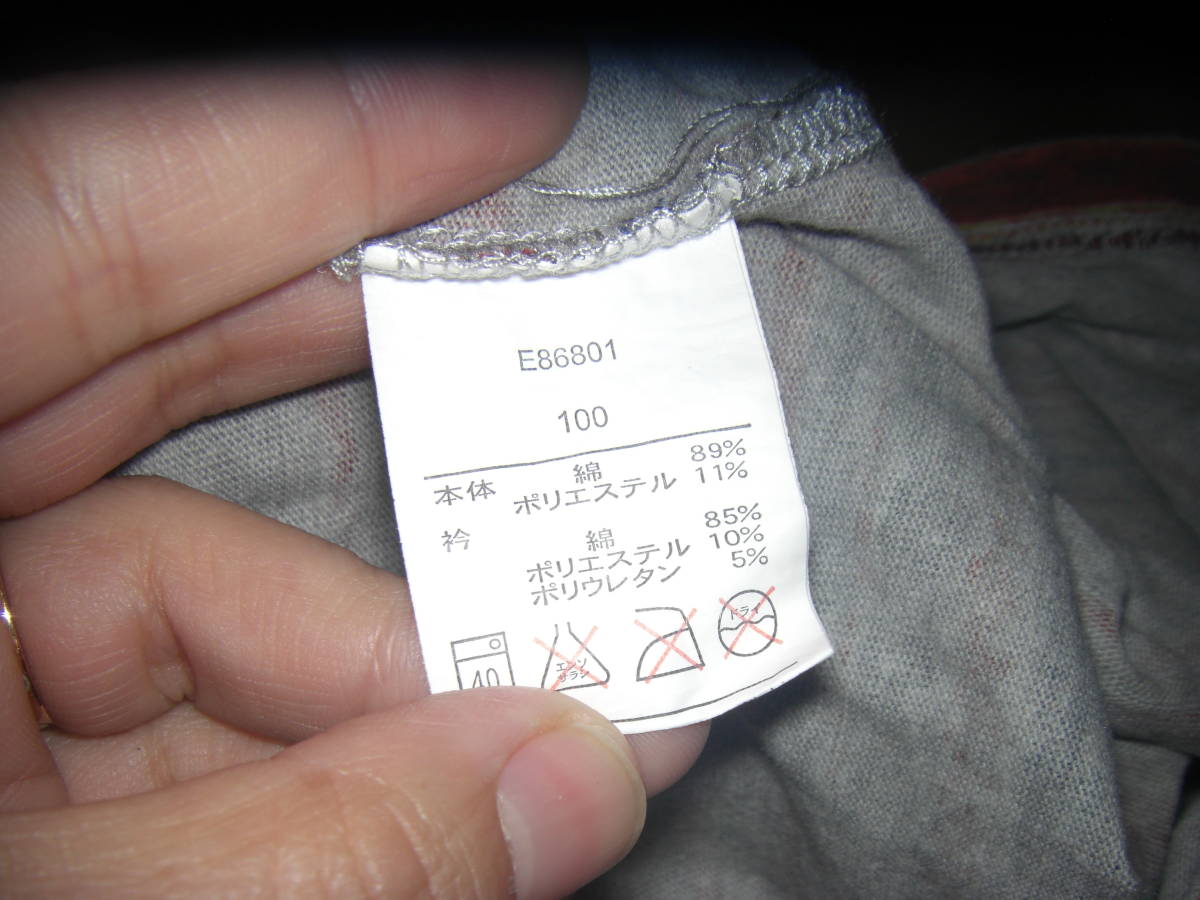 E86801
100
本体 綿 89%
ポリエステル 11%
衿 綿 85%
ポリエステル 10%
ポリウレタン 5%
40
エンソ
サラシ
ドライ